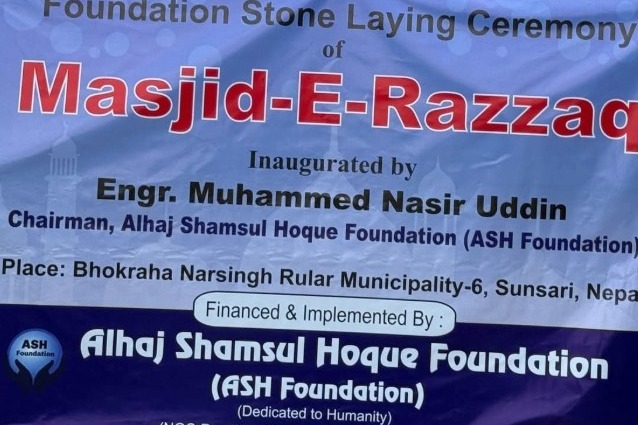 Foundation Stone Laying Ceremony
of
Masjid-E-Razzaq
Inaugurated by
Engr. Muhammed Nasir Uddin
Chairman, Alhaj Shamsul Hoque Foundation (ASH Foundation)
Place: Bhokraha Narsingh Rular Municipality-6, Sunsari, Nepa
Financed & Implemented By :
ASH
Foundation
Alhaj Shamsul Hoque Foundation
(ASH Foundation)
(Dedicated to Humanity)